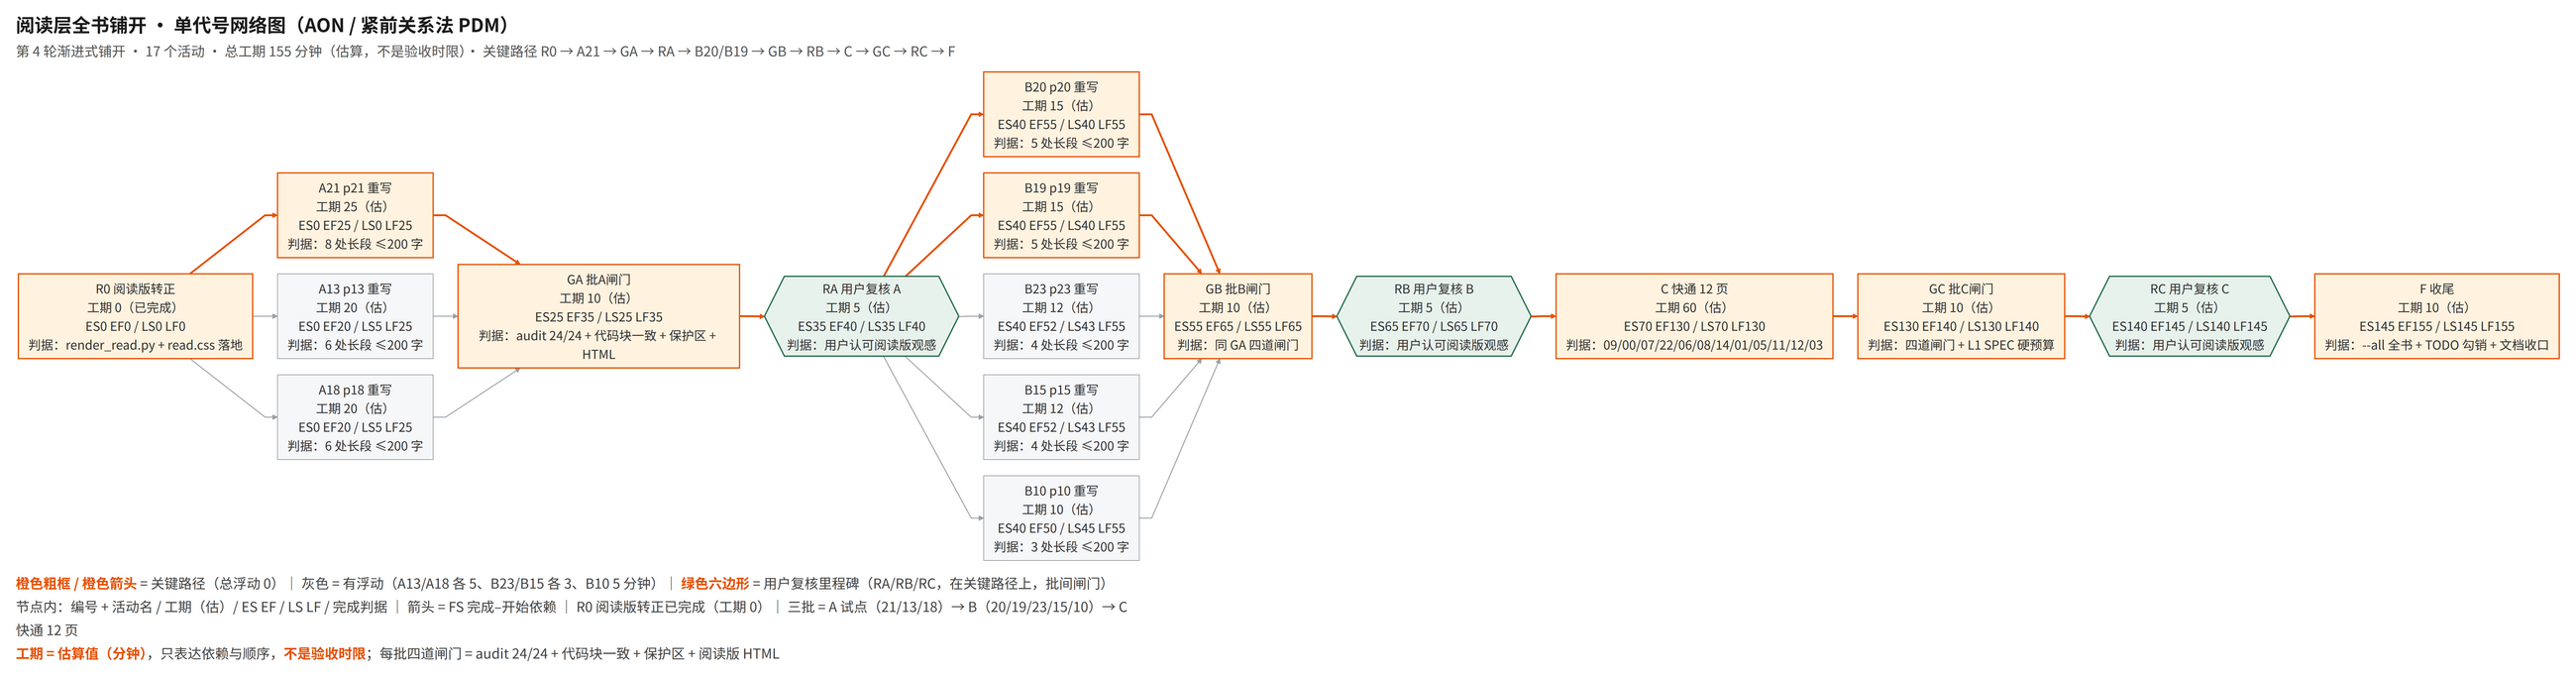 阅读层全书铺开 · 单代号网络图（AON / 紧前关系法 PDM）
第 4 轮渐进式铺开 · 17 个活动 · 总工期 155 分钟（估算，不是验收时限）· 关键路径 R0 → A21 → GA → RA → B20/B19 → GB → RB → C → GC → RC → F
R0 阅读版转正
工期 0（已完成）
ES0 EF0 / LS0 LF0
判据：render_read.py + read.css 落地
A21 p21 重写
工期 25（估）
ES0 EF25 / LS0 LF25
判据：8 处长段 ≤200 字
A13 p13 重写
工期 20（估）
ES0 EF20 / LS5 LF25
判据：6 处长段 ≤200 字
A18 p18 重写
工期 20（估）
ES0 EF20 / LS5 LF25
判据：6 处长段 ≤200 字
GA 批A闸门
工期 10（估）
ES25 EF35 / LS25 LF35
判据：audit 24/24 + 代码块一致 + 保护区 +
HTML
RA 用户复核 A
工期 5（估）
ES35 EF40 / LS35 LF40
判据：用户认可阅读版观感
B20 p20 重写
工期 15（估）
ES40 EF55 / LS40 LF55
判据：5 处长段 ≤200 字
B19 p19 重写
工期 15（估）
ES40 EF55 / LS40 LF55
判据：5 处长段 ≤200 字
B23 p23 重写
工期 12（估）
ES40 EF52 / LS43 LF55
判据：4 处长段 ≤200 字
B15 p15 重写
工期 12（估）
ES40 EF52 / LS43 LF55
判据：4 处长段 ≤200 字
B10 p10 重写
工期 10（估）
ES40 EF50 / LS45 LF55
判据：3 处长段 ≤200 字
GB 批B闸门
工期 10（估）
ES55 EF65 / LS55 LF65
判据：同 GA 四道闸门
RB 用户复核 B
工期 5（估）
ES65 EF70 / LS65 LF70
判据：用户认可阅读版观感
C 快通 12 页
工期 60（估）
ES70 EF130 / LS70 LF130
判据：09/00/07/22/06/08/14/01/05/11/12/03
GC 批C闸门
工期 10（估）
ES130 EF140 / LS130 LF140
判据：四道闸门 + L1 SPEC 硬预算
RC 用户复核 C
工期 5（估）
ES140 EF145 / LS140 LF145
判据：用户认可阅读版观感
F 收尾
工期 10（估）
ES145 EF155 / LS145 LF155
判据：--all 全书 + TODO 勾销 + 文档收口
橙色粗框 / 橙色箭头 = 关键路径（总浮动 0）｜ 灰色 = 有浮动（A13/A18 各 5、B23/B15 各 3、B10 5 分钟）｜ 绿色六边形 = 用户复核里程碑（RA/RB/RC，在关键路径上，批间闸门）
节点内：编号 + 活动名 / 工期（估）/ ES EF / LS LF / 完成判据 ｜ 箭头 = FS 完成–开始依赖 ｜ R0 阅读版转正已完成（工期 0）｜ 三批 = A 试点（21/13/18）→ B（20/19/23/15/10）→ C
快通 12 页
工期 = 估算值（分钟），只表达依赖与顺序，不是验收时限；每批四道闸门 = audit 24/24 + 代码块一致 + 保护区 + 阅读版 HTML